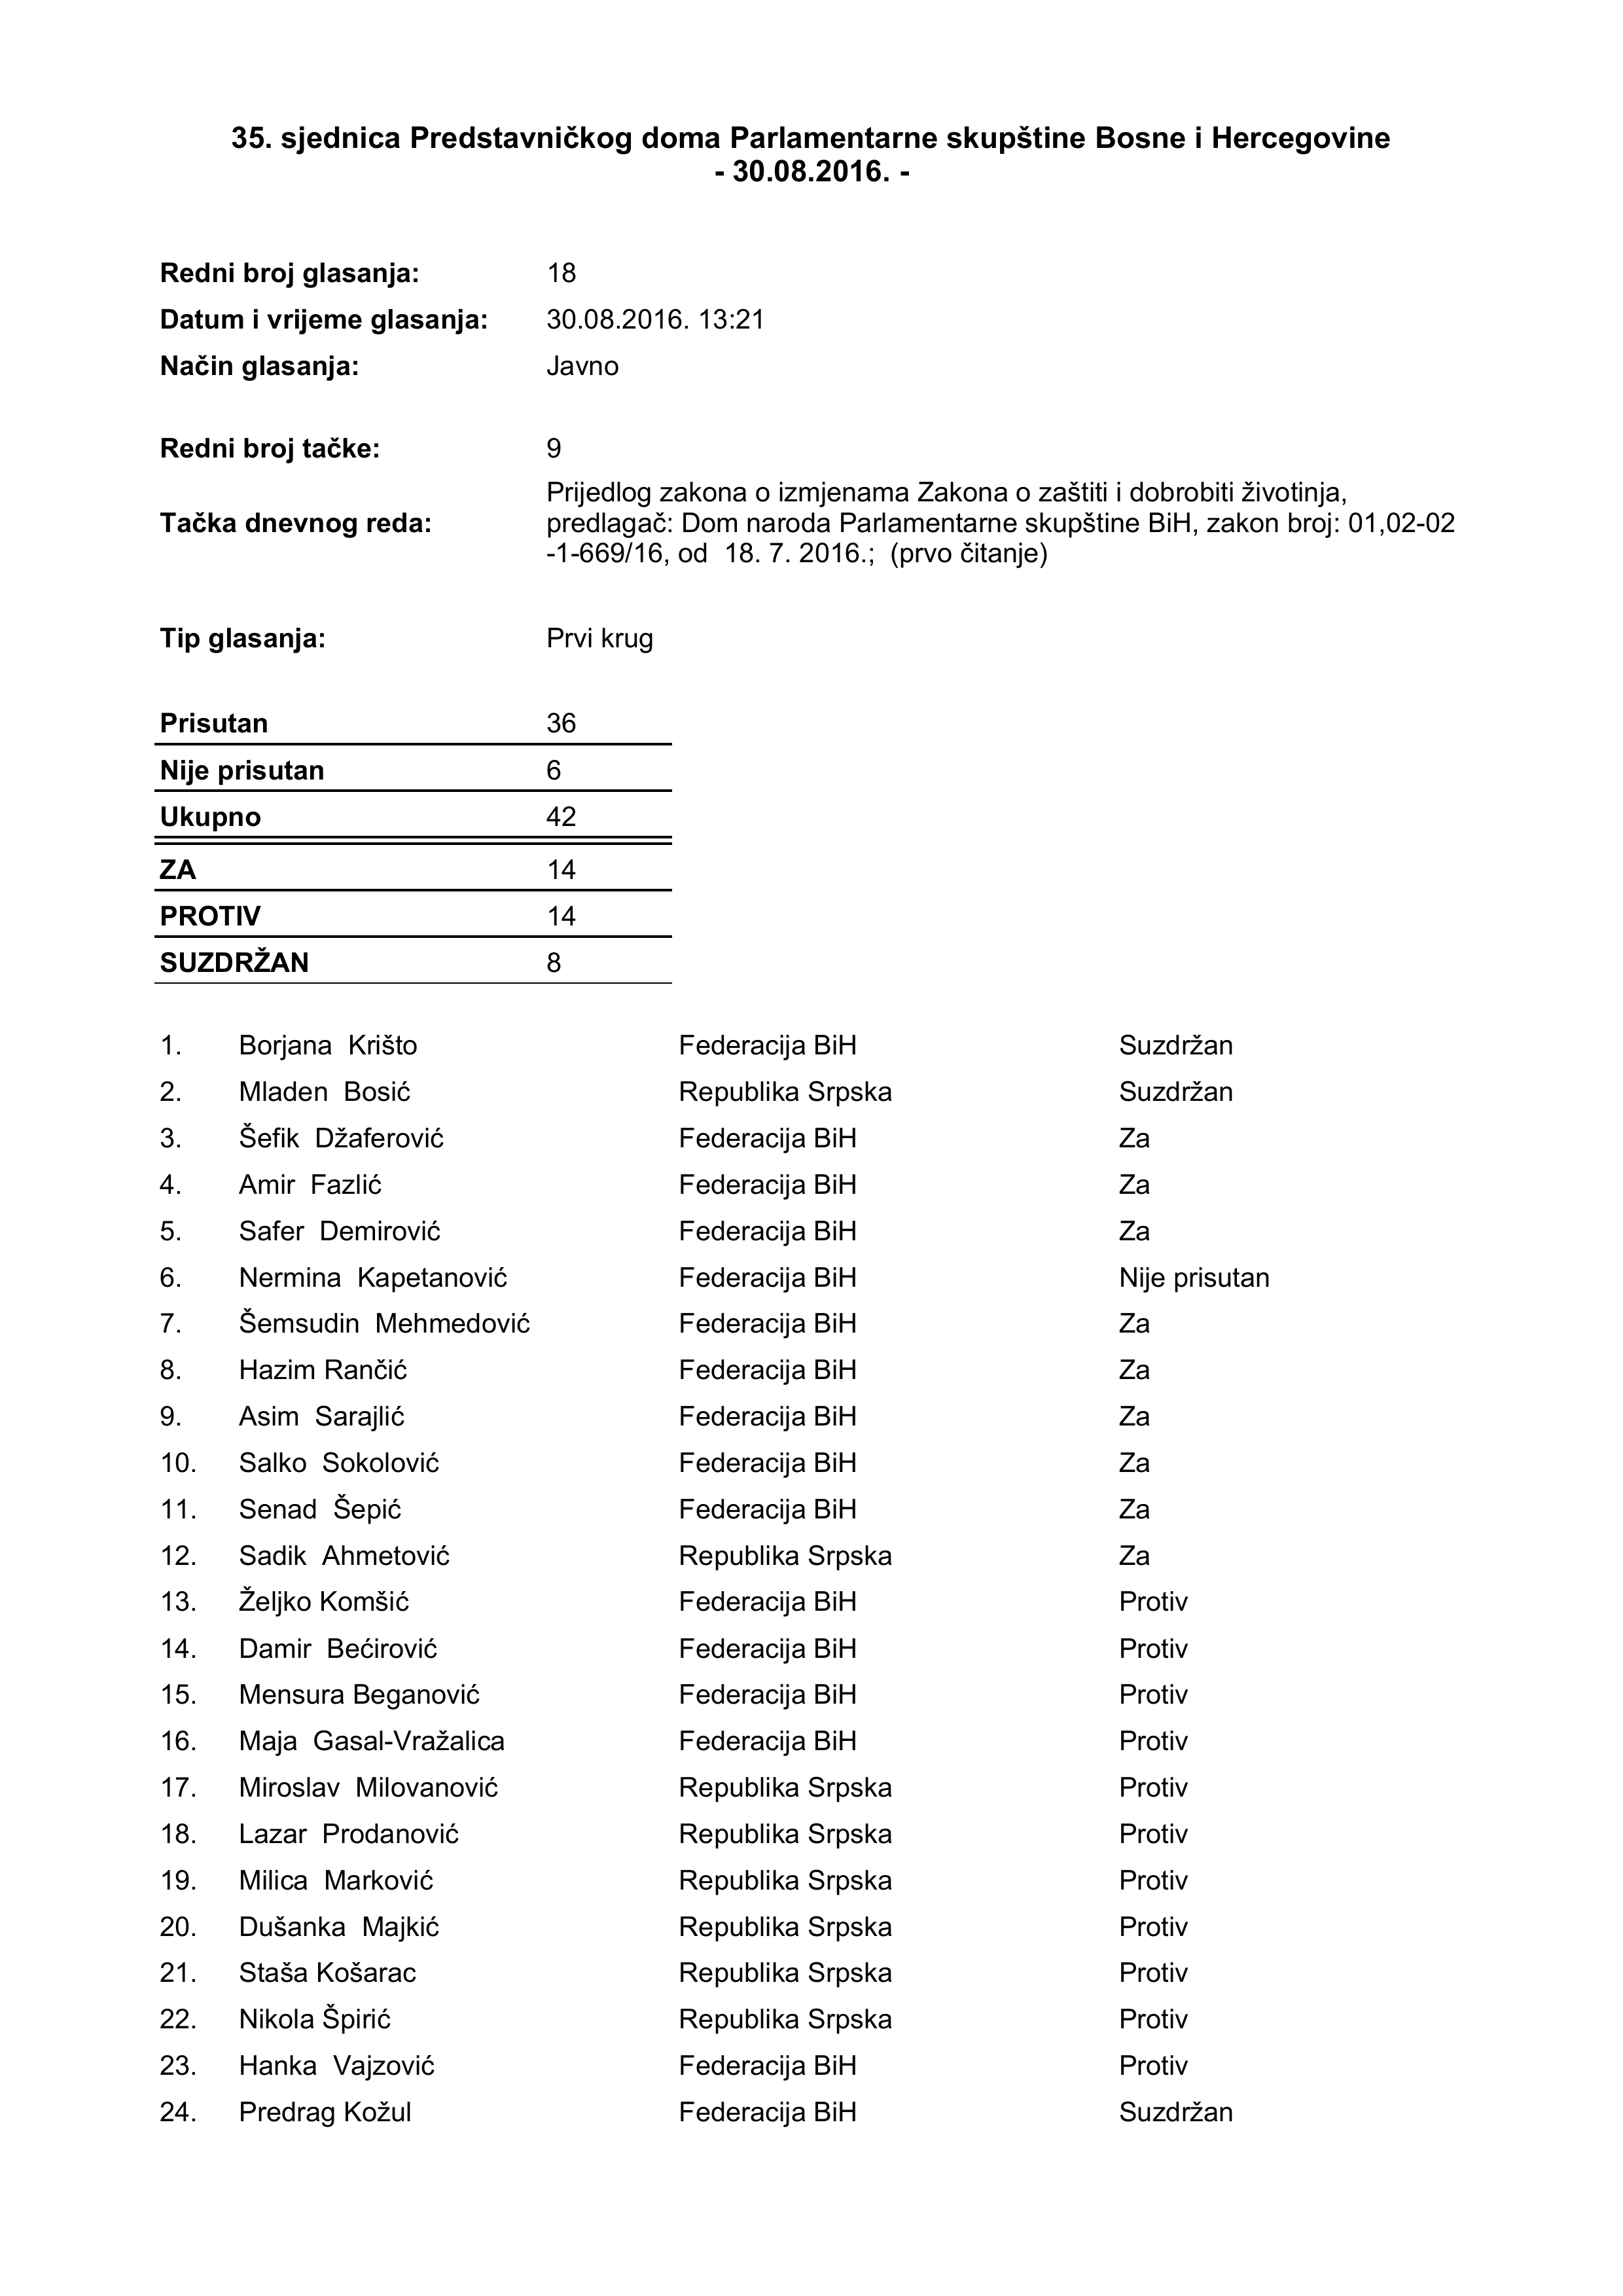 35. sjednica Predstavničkog doma Parlamentarne skupštine Bosne i Hercegovine
- 30.08.2016. -
Redni broj glasanja: 18
Datum i vrijeme glasanja: 30.08.2016. 13:21
Način glasanja: Javno
Redni broj tačke: 9
Tačka dnevnog reda: Prijedlog zakona o izmjenama Zakona o zaštiti i dobrobiti životinja,
predlagač: Dom naroda Parlamentarne skupštine BiH, zakon broj: 01,02-02
-1-669/16, od 18. 7. 2016.; (prvo čitanje)
Tip glasanja: Prvi krug
Prisutan 36
Nije prisutan 6
Ukupno 42
ZA 14
PROTIV 14
SUZDRŽAN 8
1. Borjana Krišto Federacija BiH Suzdržan
2. Mladen Bosić Republika Srpska Suzdržan
3. Šefik Džaferović Federacija BiH Za
4. Amir Fazlić Federacija BiH Za
5. Safer Demirović Federacija BiH Za
6. Nermina Kapetanović Federacija BiH Nije prisutan
7. Šemsudin Mehmedović Federacija BiH Za
8. Hazim Rančić Federacija BiH Za
9. Asim Sarajlić Federacija BiH Za
10. Salko Sokolović Federacija BiH Za
11. Senad Šepić Federacija BiH Za
12. Sadik Ahmetović Republika Srpska Za
13. Željko Komšić Federacija BiH Protiv
14. Damir Bećirović Federacija BiH Protiv
15. Mensura Beganović Federacija BiH Protiv
16. Maja Gasal-Vražalica Federacija BiH Protiv
17. Miroslav Milovanović Republika Srpska Protiv
18. Lazar Prodanović Republika Srpska Protiv
19. Milica Marković Republika Srpska Protiv
20. Dušanka Majkić Republika Srpska Protiv
21. Staša Košarac Republika Srpska Protiv
22. Nikola Špirić Republika Srpska Protiv
23. Hanka Vajzović Federacija BiH Protiv
24. Predrag Kožul Federacija BiH Suzdržan